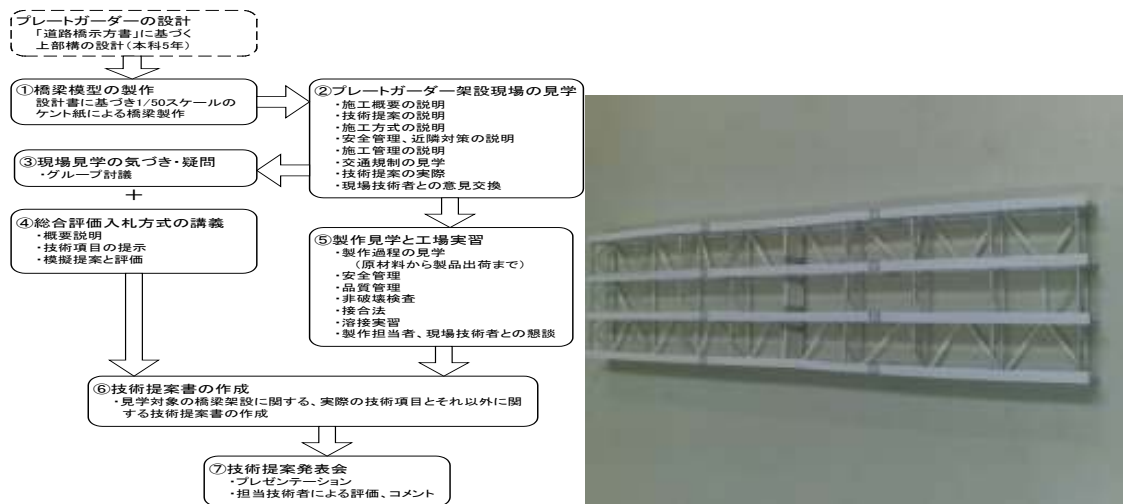 プレートガーダーの設計
「道路橋示方書」に基づく
上部構の設計(本科5年)
①橋梁模型の製作
設計書に基づき1/50スケールの
ケント紙による橋梁製作
②プレートガーダー架設現場の見学
・施工概要の説明
・技術提案の説明
・施工方式の説明
・安全管理、近隣対策の説明
・施工管理の説明
・交通規制の見学
・技術提案の実際
・現場技術者との意見交換
③現場見学の気づき・疑問
・グループ討議
+
④総合評価入札方式の講義
・概要説明
・技術項目の提示
・模擬提案と評価
⑤製作見学と工場実習
・製作過程の見学
(原材料から製品出荷まで)
・安全管理
・品質管理
・非破壊検査
・接合法
・溶接実習
・製作担当者、現場技術者との懇談
⑥技術提案書の作成
・見学対象の橋梁架設に関する、実際の技術項目とそれ以外に関
する技術提案書の作成
⑦技術提案発表会
・プレゼンテーション
・担当技術者による評価、コメント